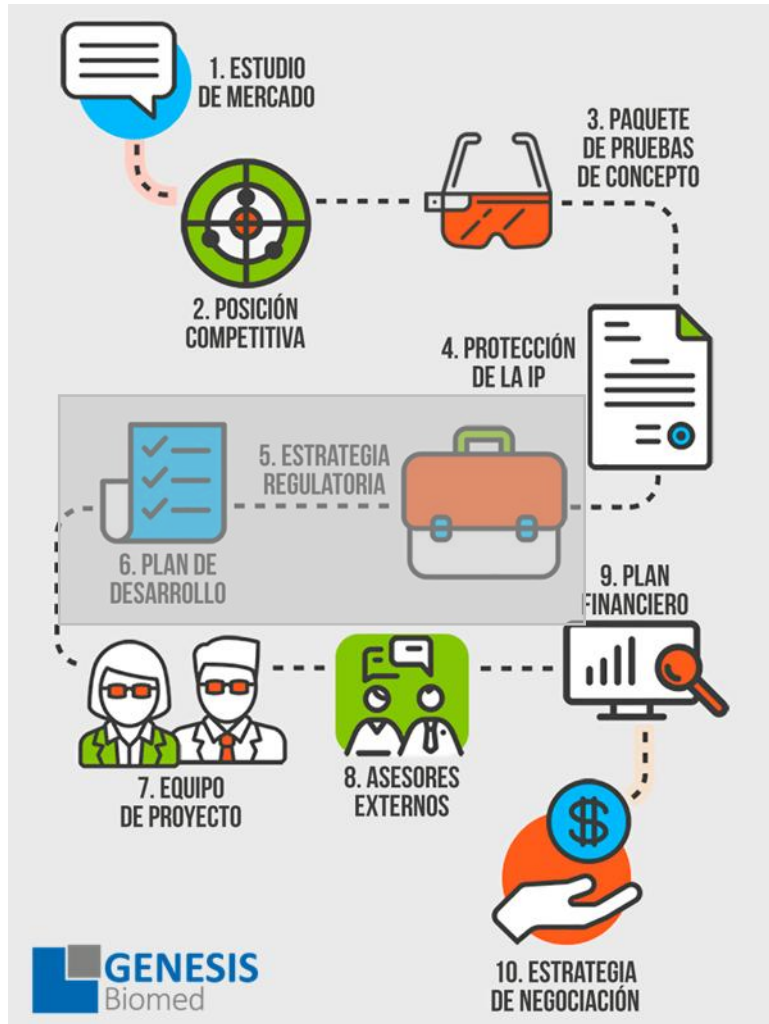 1. ESTUDIO
DE MERCADO
2. POSICIÓN
COMPETITIVA
3. PAQUETE
DE PRUEBAS
DE CONCEPTO
4. PROTECCIÓN
DE LA IP
5. ESTRATEGIA
REGULATORIA
6. PLAN DE
DESARROLLO
7. EQUIPO
DE PROYECTO
8. ASESORES
EXTERNOS
9. PLAN
FINANCIERO
$
10. ESTRATEGIA
DE NEGOCIACIÓN
GENESIS
Biomed